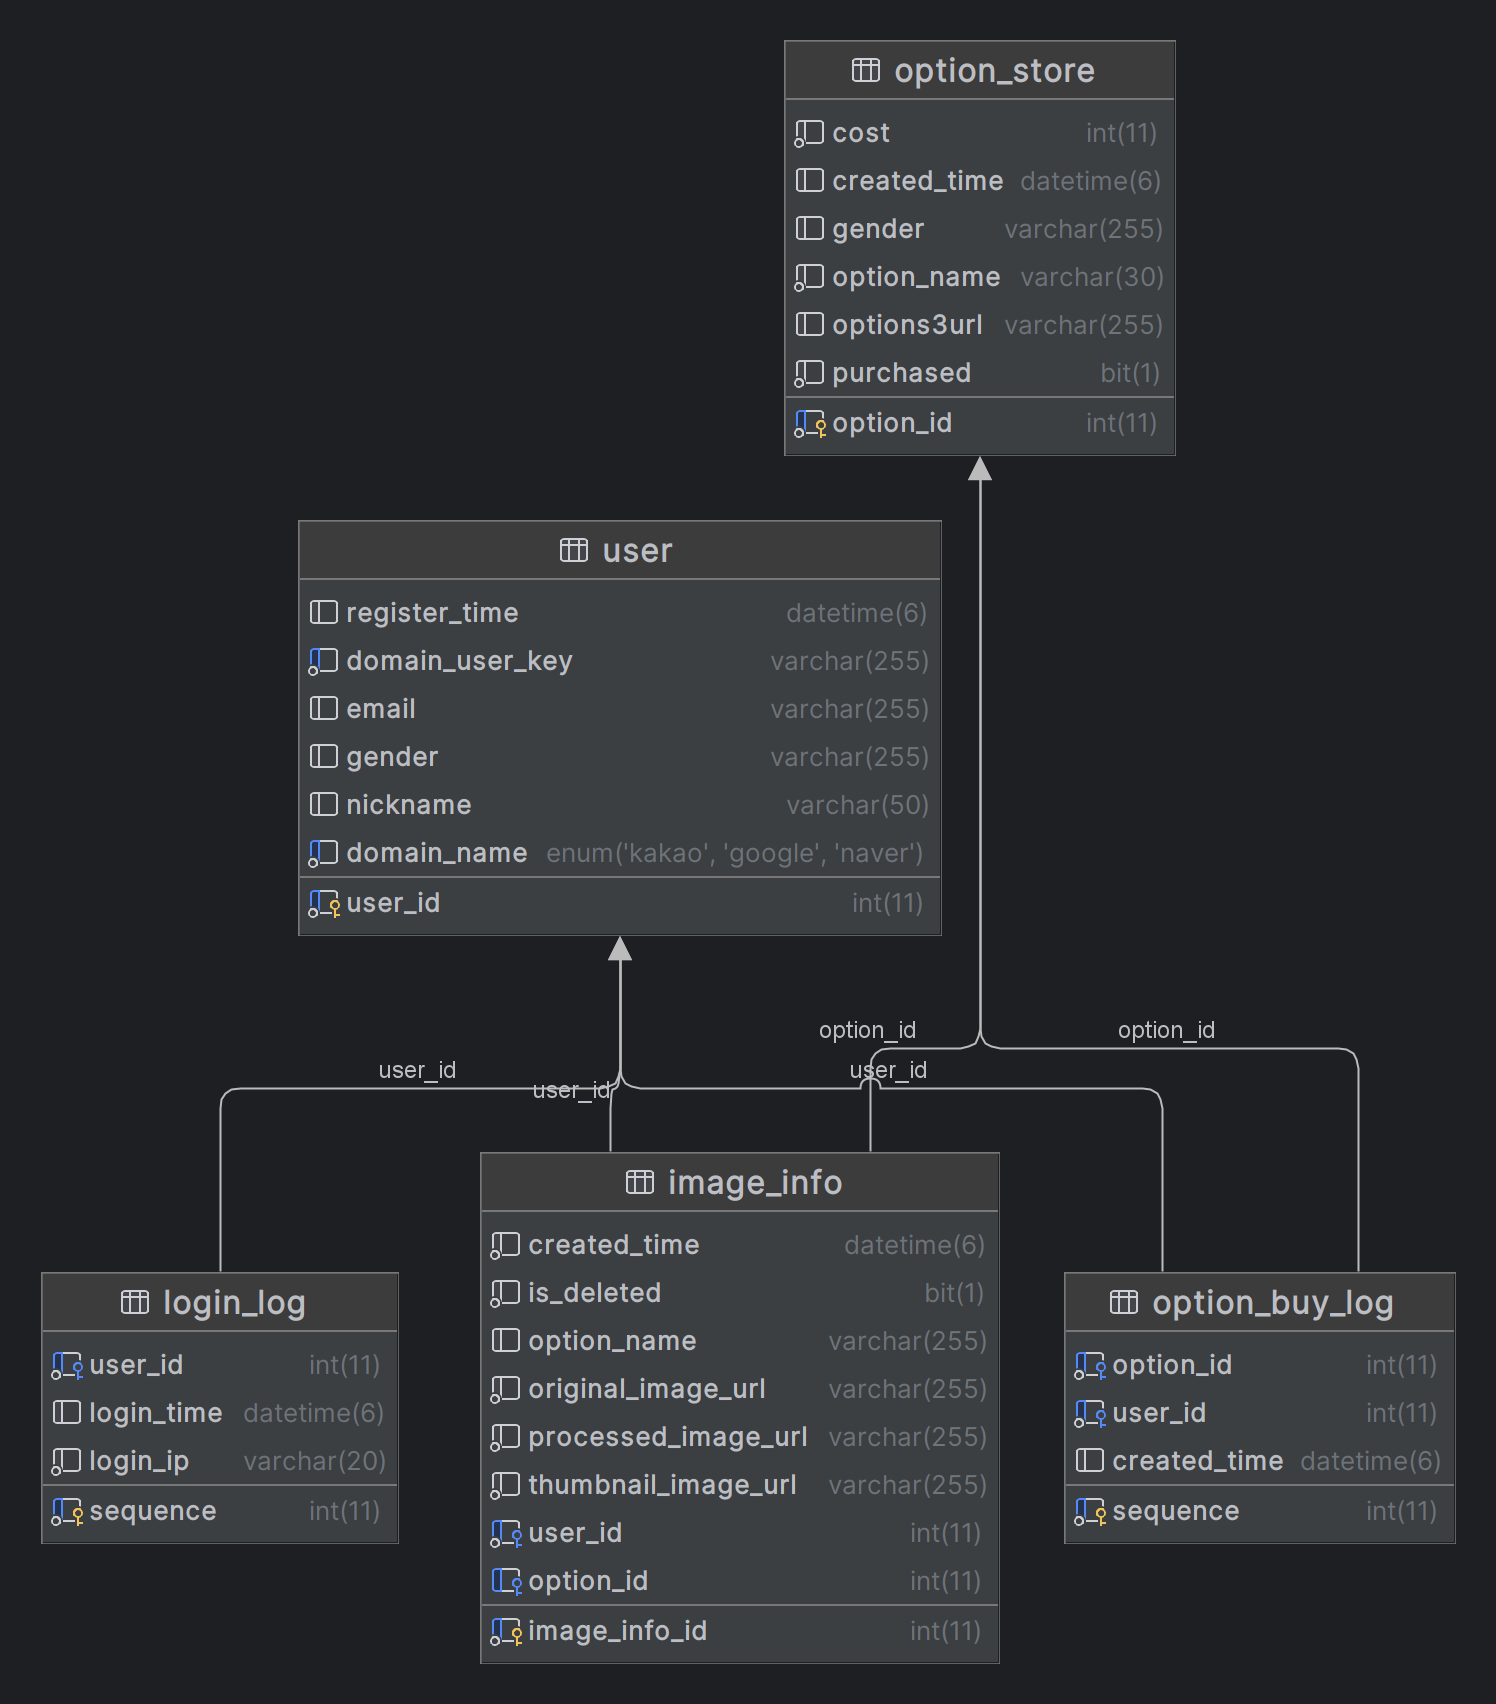 option_store
cost int(11)
created_time datetime(6)
gender varchar(255)
option_name varchar(30)
options3url varchar(255)
purchased bit(1)
option_id int(11)
user
register_time datetime(6)
domain_user_key varchar(255)
email varchar(255)
gender varchar(255)
nickname varchar(50)
domain_name enum('kakao', 'google', 'naver')
user_id int(11)
option_id
option_id
user_id
user_id
user_id
image_info
created_time datetime(6)
is_deleted bit(1)
option_name varchar(255)
original_image_url varchar(255)
processed_image_url varchar(255)
thumbnail_image_url varchar(255)
user_id int(11)
option_id int(11)
image_info_id int(11)
login_log
user_id int(11)
login_time datetime(6)
login_ip varchar(20)
sequence int(11)
option_buy_log
option_id int(11)
user_id int(11)
created_time datetime(6)
sequence int(11)